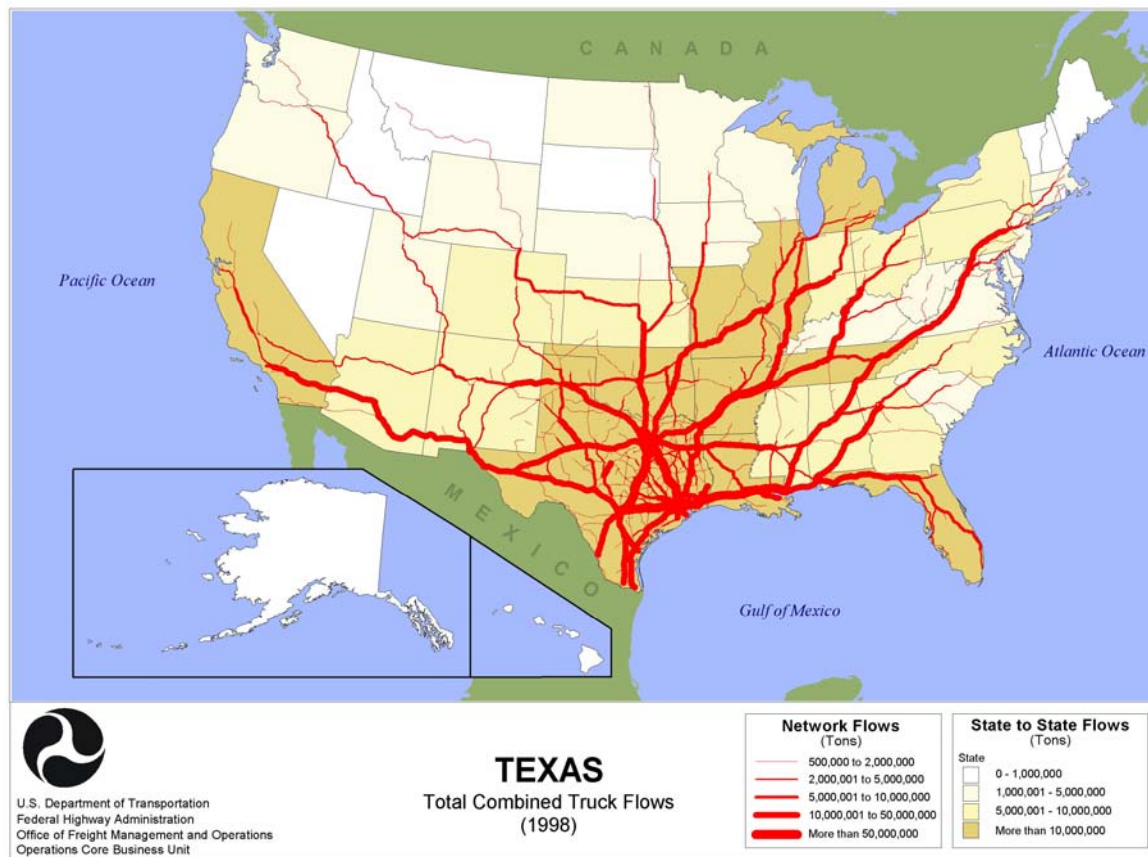 CANADA
Pacific Ocean
Atlantic Ocean
MEXICO
Gulf of Mexico
U.S. Department of Transportation
Federal Highway Administration
Office of Freight Management and Operations
Operations Core Business Unit
TEXAS
Total Combined Truck Flows
(1998)
Network Flows
(Tons)
500,000 to 2,000,000
2,000,001 to 5,000,000
5,000,001 to 10,000,000
10,000,001 to 50,000,000
More than 50,000,000
State to State Flows
(Tons)
State
0 - 1,000,000
1,000,001 - 5,000,000
5,000,001 - 10,000,000
More than 10,000,000